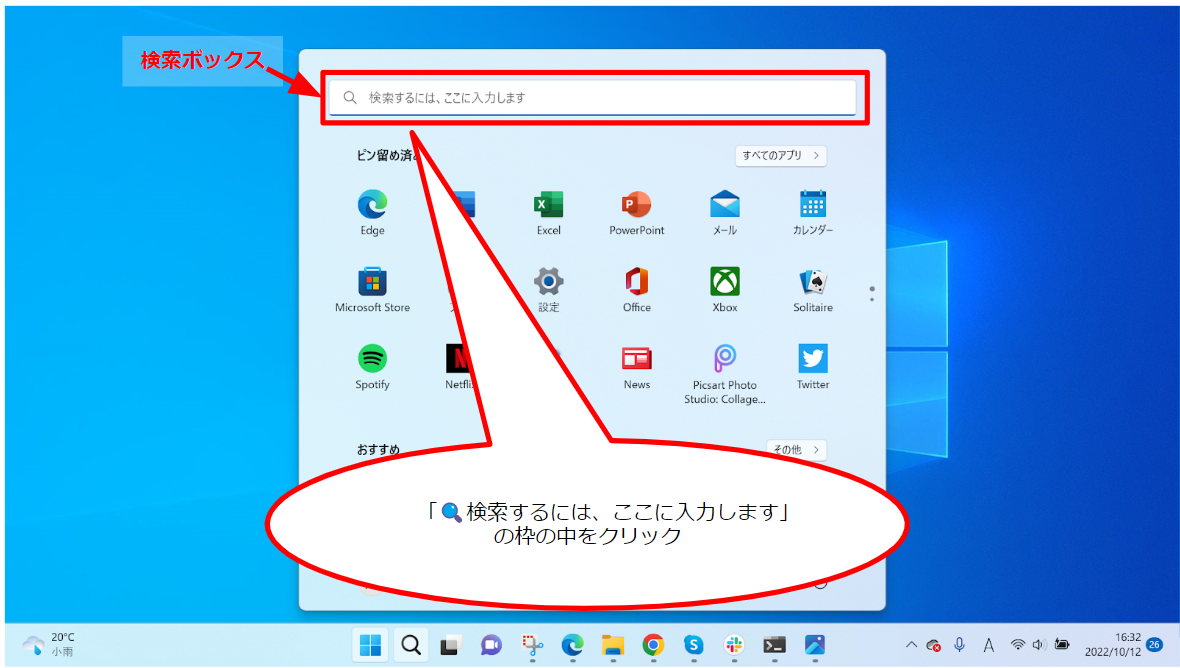 検索ボックス
検索するには、ここに入力します
ピン留め済み
すべてのアプリ
Edge
Excel
PowerPoint
メール
カレンダー
Microsoft Store
設定
Office
Xbox
Solitaire
Spotify
Netflix
News
Picsart Photo
Studio: Collage...
Twitter
おすすめ
その他
「🔍検索するには、ここに入力します」
の枠の中をクリック
20°C
小雨
A
16:32
2022/10/12
26